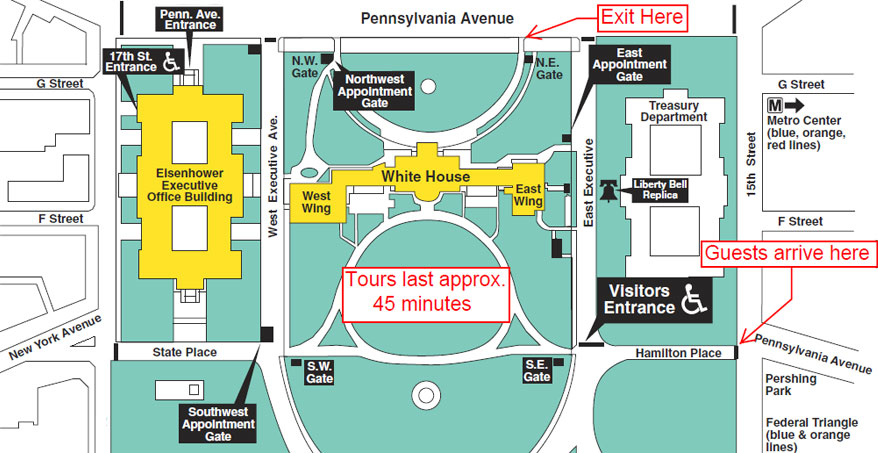 Pennsylvania Avenue
Exit Here
Penn. Ave.
Entrance
17th St.
Entrance
N.W.
Gate
Northwest
Appointment
Gate
N.E.
Gate
East
Appointment
Gate
G Street
G Street
Treasury
Department
M
Metro Center
(blue, orange,
red lines)
Eisenhower
Executive
Office Building
West Executive Ave.
White House
West
Wing
East
Wing
East Executive
Liberty Bell
Replica
15th Street
F Street
F Street
Guests arrive here
Tours last approx.
45 minutes
Visitors
Entrance
New York Avenue
State Place
Hamilton Place
Pennsylvania Avenue
S.W.
Gate
S.E.
Gate
Pershing
Park
Southwest
Appointment
Gate
Federal Triangle
(blue & orange
lines)